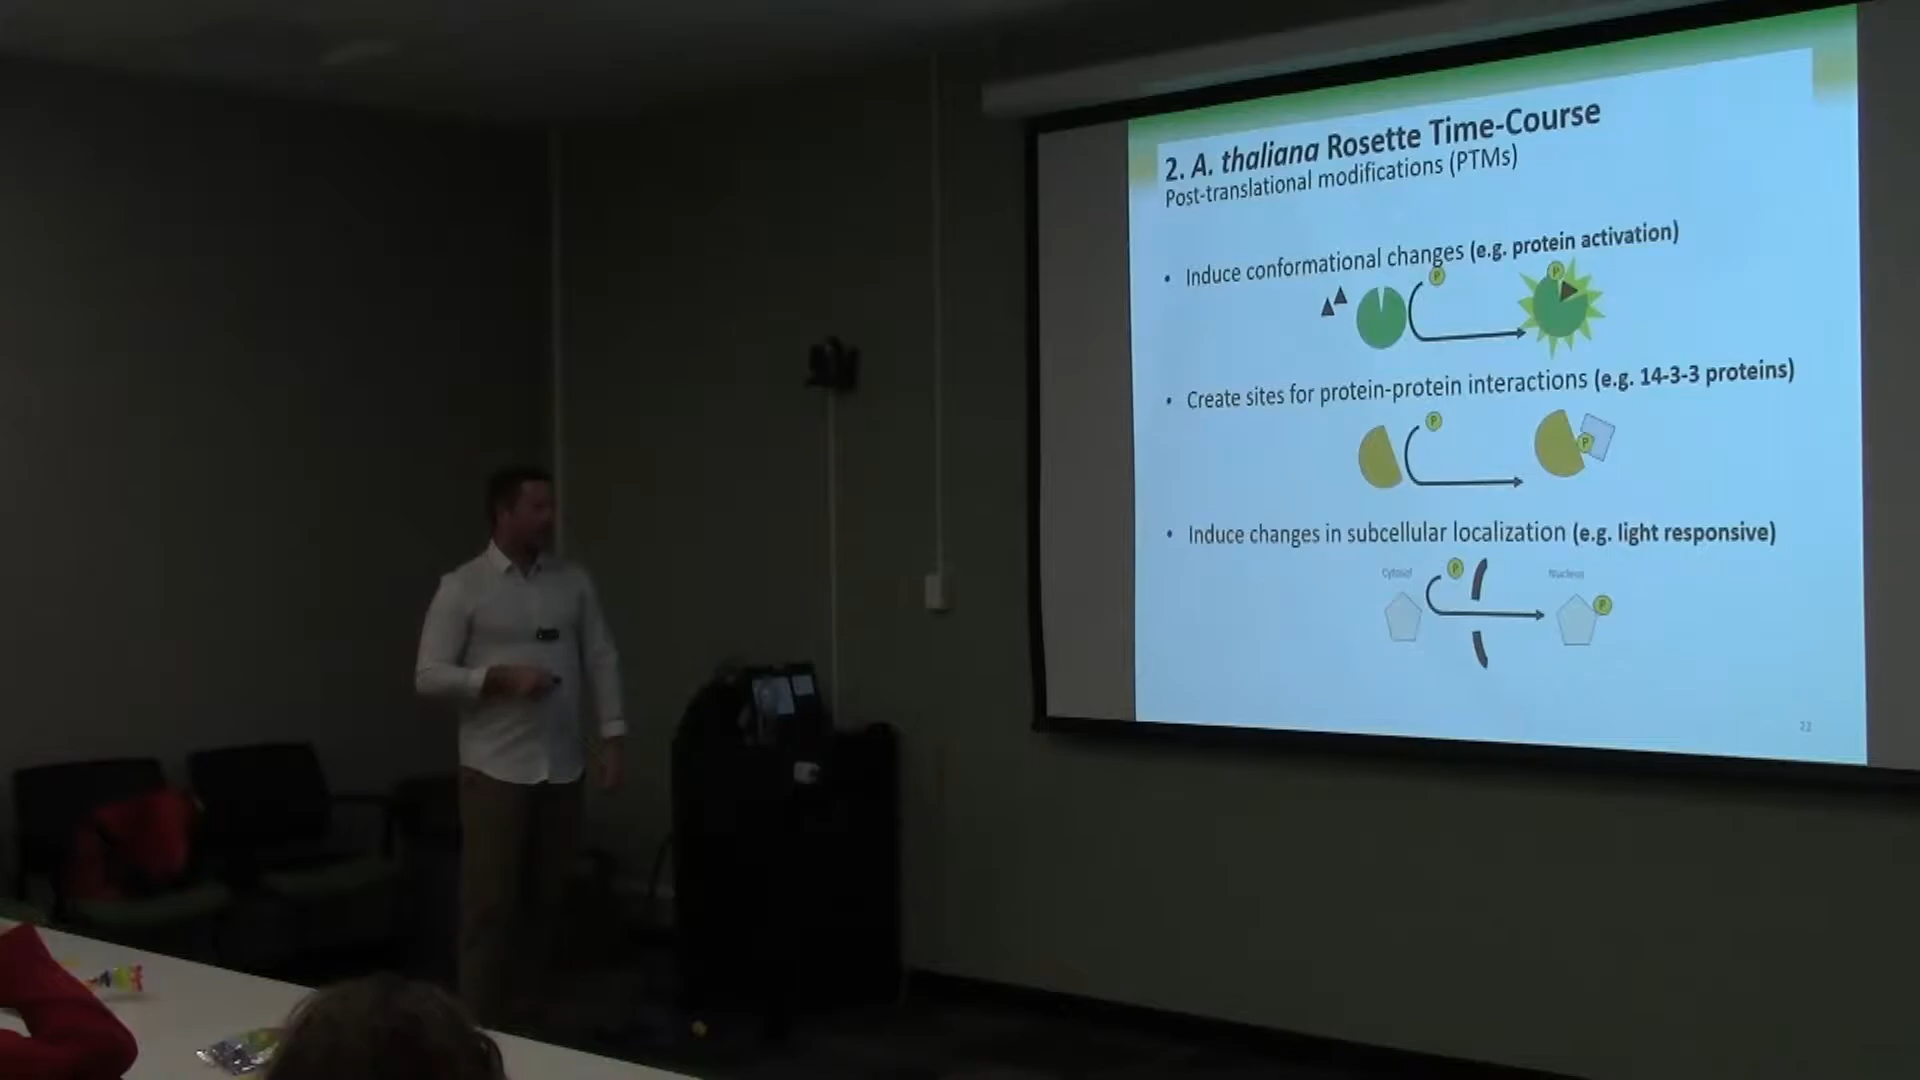 2. A. thaliana Rosette Time-Course
Post-translational modifications (PTMs)
• Induce conformational changes (e.g. protein activation)
P
P
• Create sites for protein-protein interactions (e.g. 14-3-3 proteins)
P
P
• Induce changes in subcellular localization (e.g. light responsive)
Cytosol P Nucleus
P
22